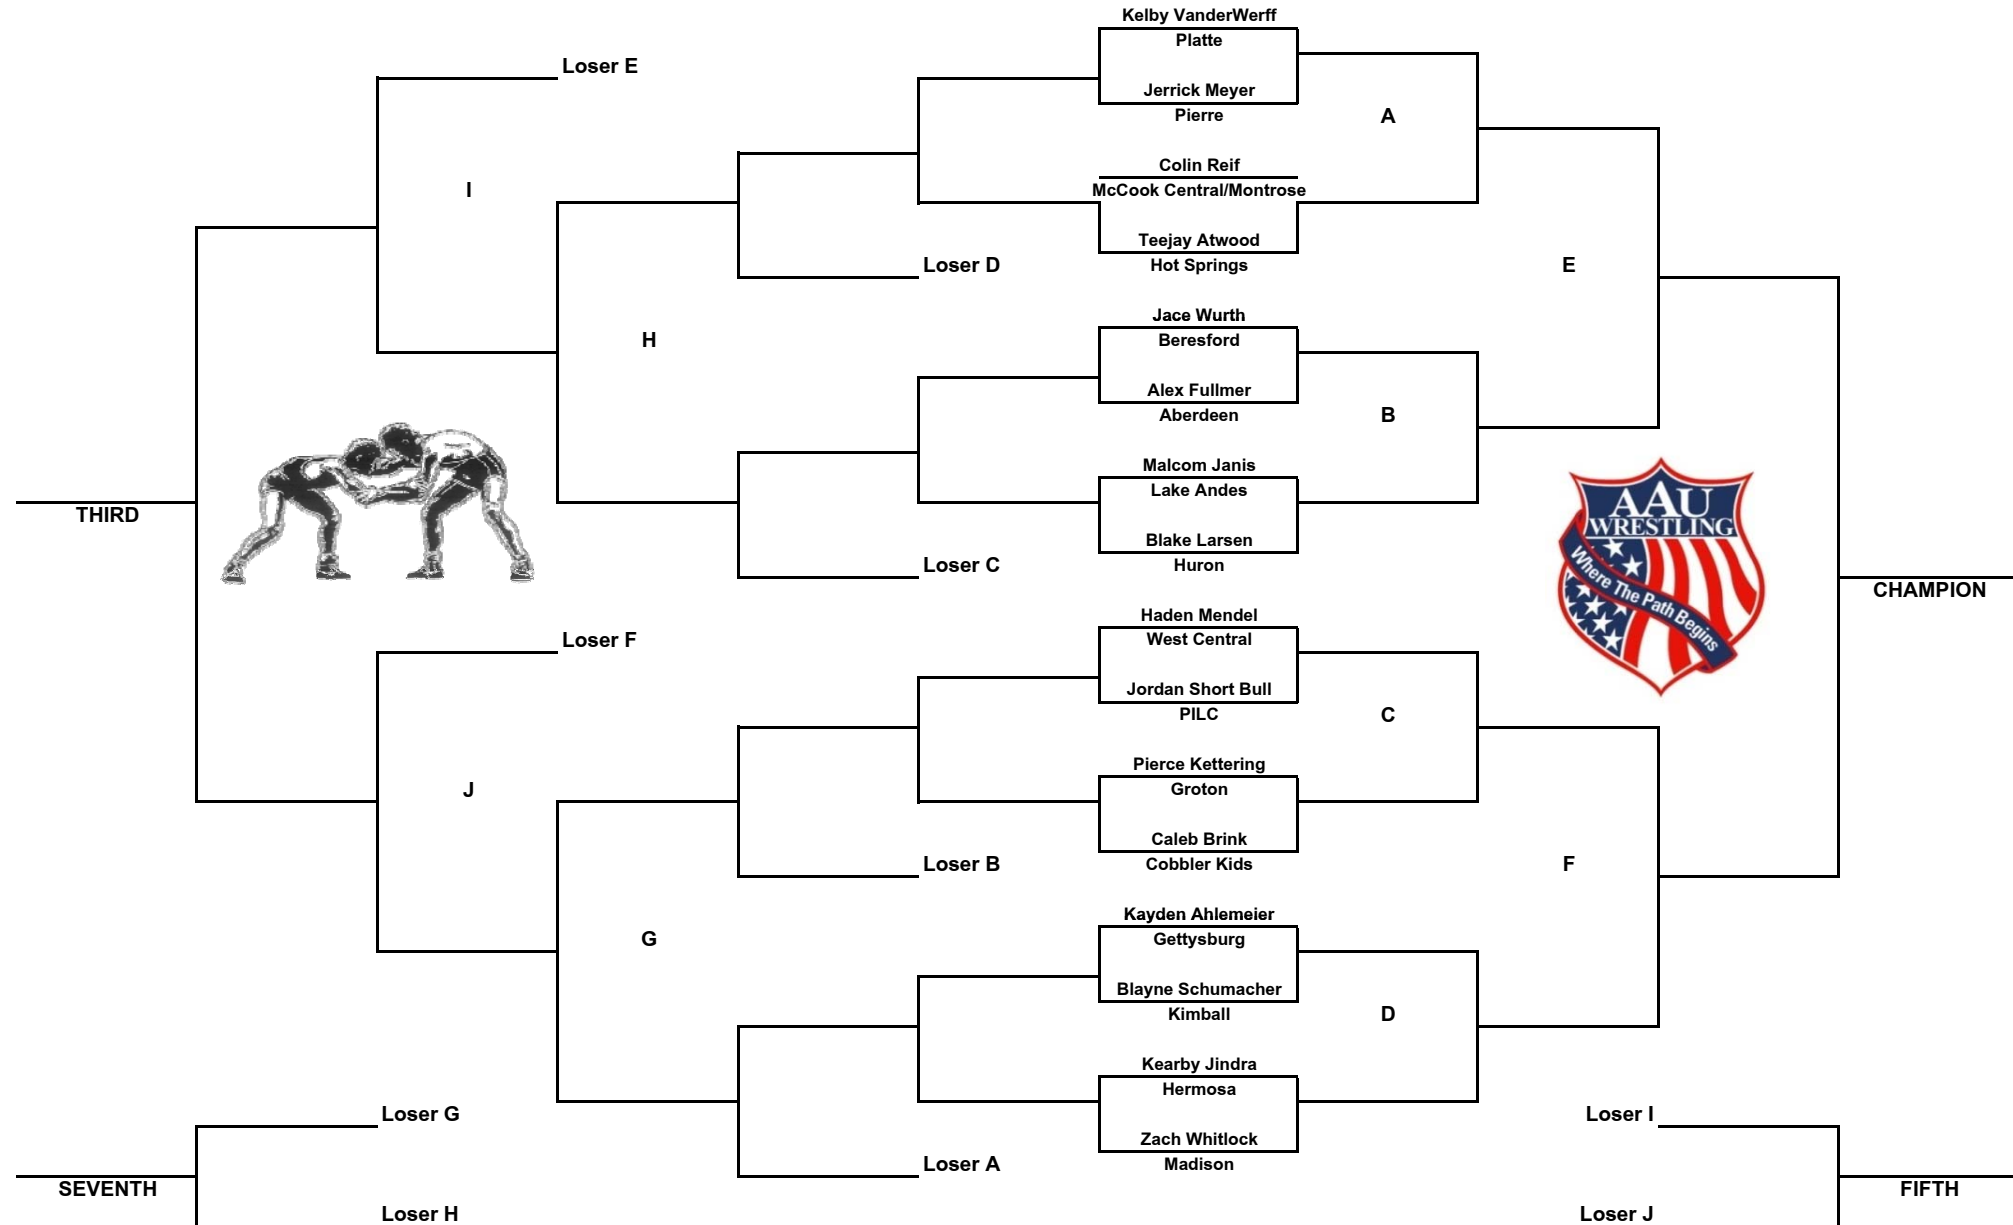 Kelby VanderWerff
Platte
Loser E
Jerrick Meyer
Pierre
A
Colin Reif
McCook Central/Montrose
I
Teejay Atwood
Hot Springs
Loser D
E
Jace Wurth
Beresford
H
Alex Fullmer
Aberdeen
B
Malcom Janis
Lake Andes
THIRD
AAU
WRESTLING
Where The Path Begins
Blake Larsen
Huron
Loser C
CHAMPION
Haden Mendel
West Central
Loser F
Jordan Short Bull
PILC
C
Pierce Kettering
Groton
J
Caleb Brink
Cobbler Kids
Loser B
F
Kayden Ahlemeier
Gettysburg
G
Blayne Schumacher
Kimball
D
Kearby Jindra
Hermosa
Loser G
Loser I
Zach Whitlock
Madison
Loser A
SEVENTH
FIFTH
Loser H
Loser J